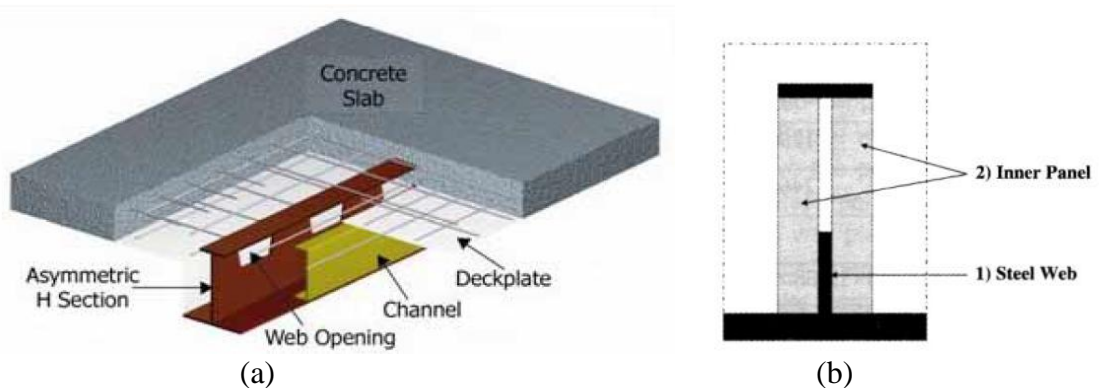 Concrete
Slab
Asymmetric
H Section
Deckplate
Channel
Web Opening
(a)
2) Inner Panel
1) Steel Web
(b)